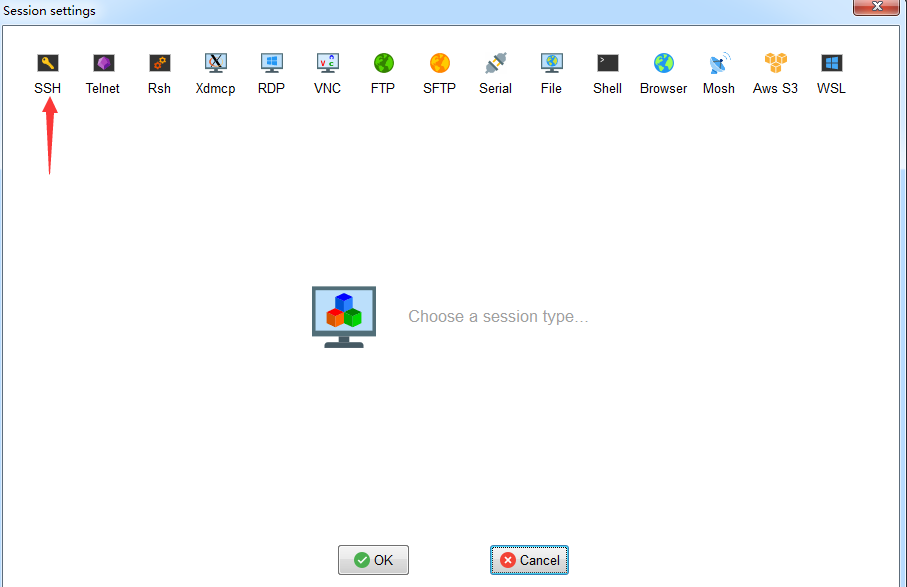 Session settings
SSH Telnet Rsh Xdmcp RDP VNC FTP SFTP Serial File Shell Browser Mosh Aws S3 WSL
Choose a session type...
OK Cancel